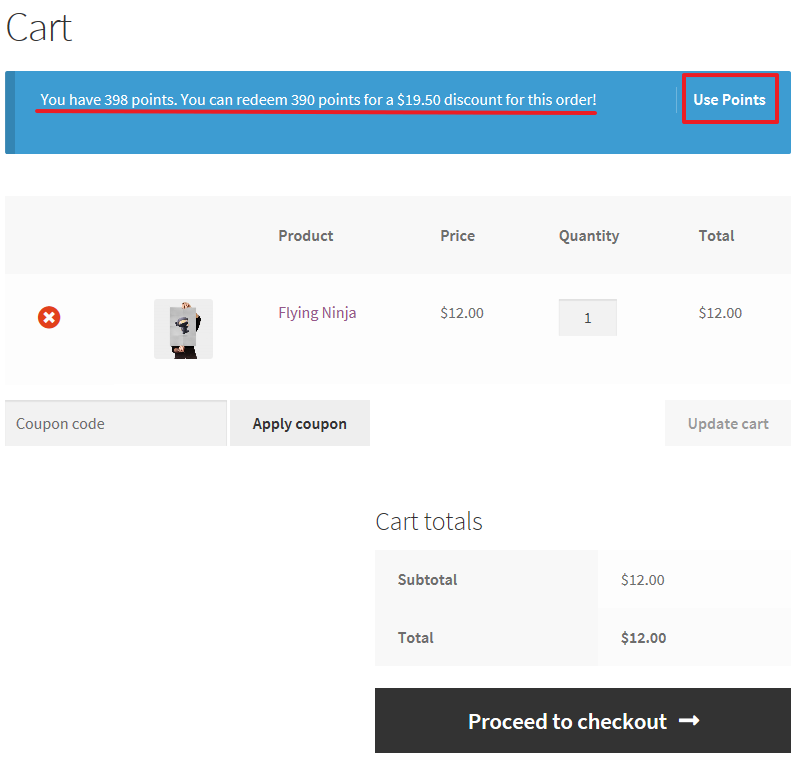 Cart
You have 398 points. You can redeem 390 points for a $19.50 discount for this order!
Use Points
Product Price Quantity Total
Flying Ninja $12.00 1 $12.00
Coupon code Apply coupon Update cart
Cart totals
Subtotal $12.00
Total $12.00
Proceed to checkout →